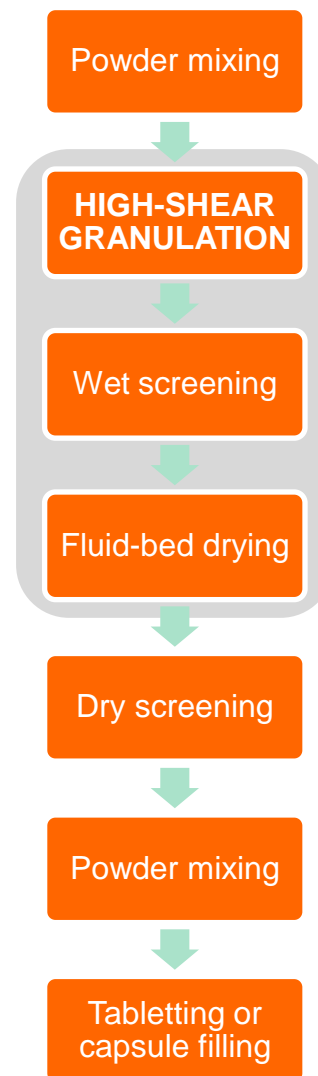 Powder mixing
HIGH-SHEAR
GRANULATION
Wet screening
Fluid-bed drying
Dry screening
Powder mixing
Tabletting or
capsule filling